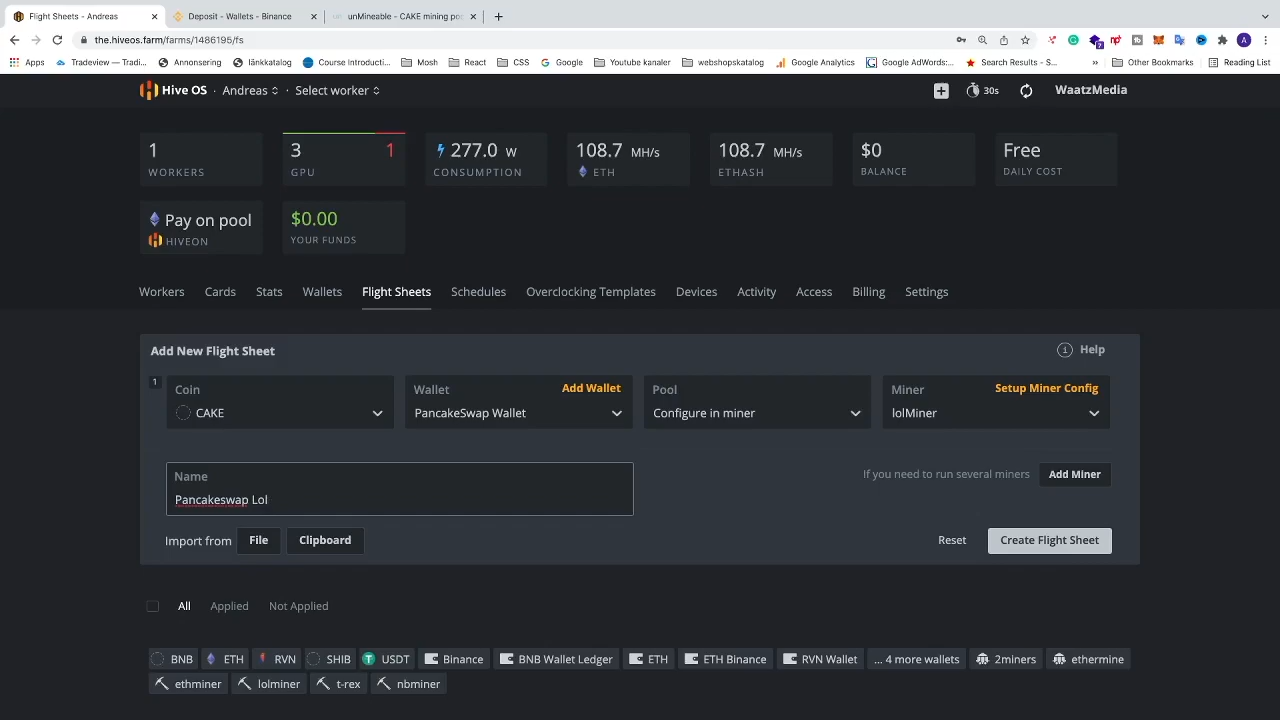 Flight Sheets - Andreas
Deposit - Wallets - Binance
unMineable - CAKE mining poo
the.hiveos.farm/farms/1486195/fs
Apps
Tradeview – Tradi...
Annonsering
länkkatalog
Course Introducti...
Mosh
React
CSS
Google
Youtube kanaler
webshopskatalog
Google Analytics
Google AdWords:...
Search Results - S...
Other Bookmarks
Reading List
Hive OS · Andreas · Select worker
30s
WaatzMedia
1 WORKERS
3 1 GPU
277.0 W CONSUMPTION
108.7 MH/s ETH
108.7 MH/s ETHASH
$0 BALANCE
Free DAILY COST
Pay on pool HIVEON
$0.00 YOUR FUNDS
Workers Cards Stats Wallets Flight Sheets Schedules Overclocking Templates Devices Activity Access Billing Settings
Add New Flight Sheet
Help
1
Coin
CAKE
Wallet Add Wallet
PancakeSwap Wallet
Pool
Configure in miner
Miner Setup Miner Config
lolMiner
Name
Pancakeswap Lol
If you need to run several miners Add Miner
Import from File Clipboard
Reset Create Flight Sheet
All Applied Not Applied
BNB ETH RVN SHIB USDT Binance BNB Wallet Ledger ETH ETH Binance RVN Wallet ... 4 more wallets 2miners ethermine
ethminer lolminer t-rex nbminer